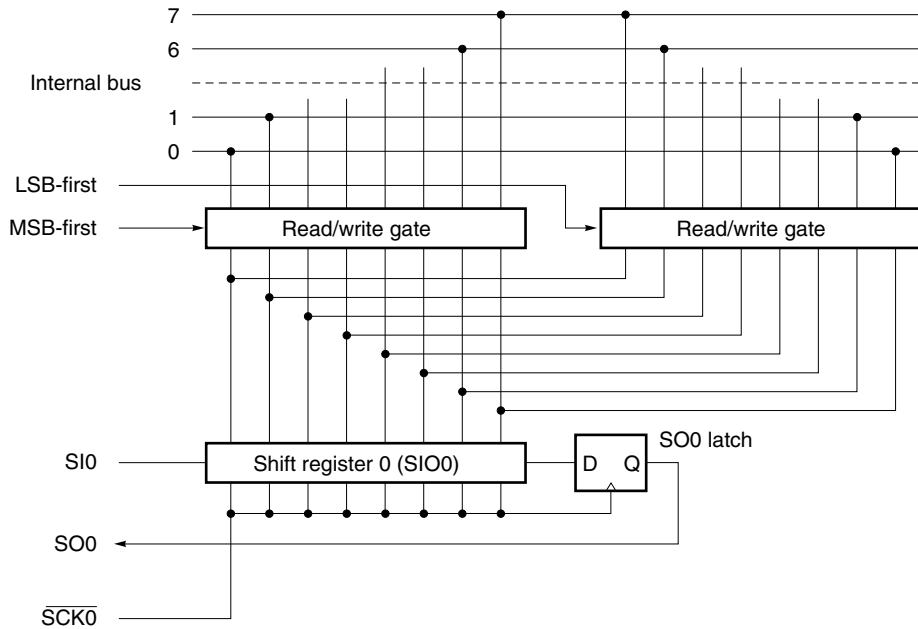 7
6
Internal bus
1
0
LSB-first
MSB-first
Read/write gate
Read/write gate
SO0 latch
SI0
Shift register 0 (SIO0)
D
Q
SO0
S̅C̅K̅0̅